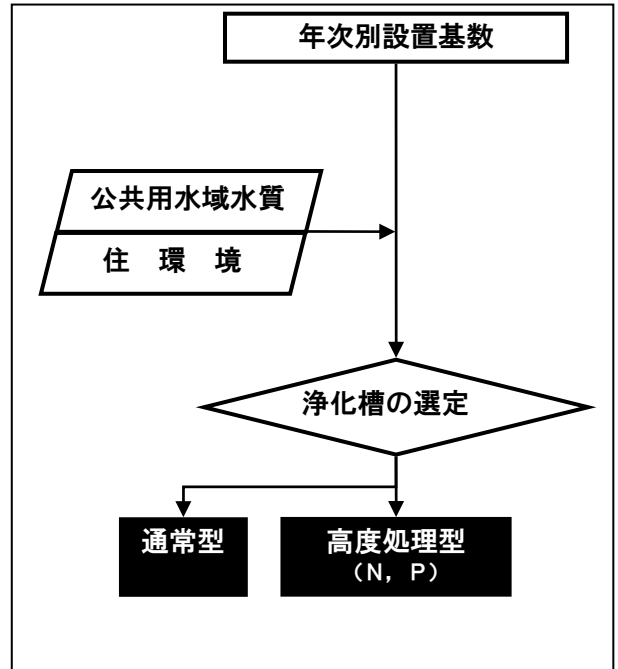 年次別設置基数
公共用水域水質
住　環　境
浄化槽の選定
通常型
高度処理型
（N，P）